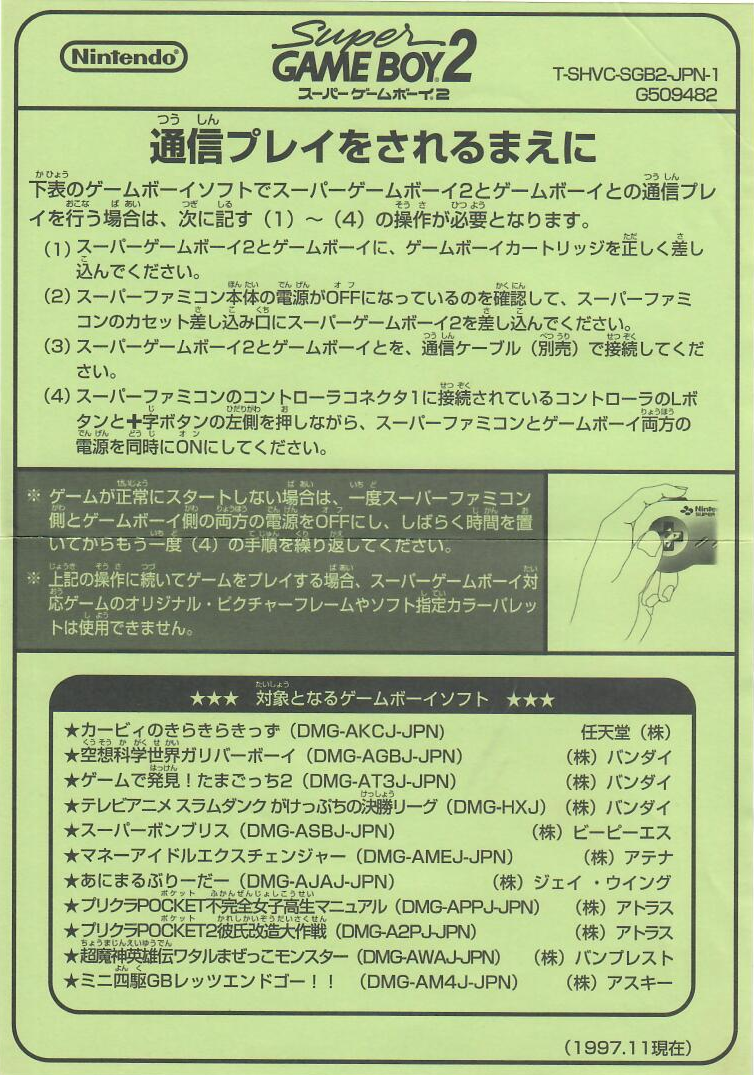 Nintendo®
Super GAME BOY 2
スーパーゲームボーイ2
T-SHVC-SGB2-JPN-1
G509482
通信プレイをされるまえに
下表のゲームボーイソフトでスーパーゲームボーイ2とゲームボーイとの通信プレ
イを行う場合は、次に記す（1）～（4）の操作が必要となります。
（1）スーパーゲームボーイ2とゲームボーイに、ゲームボーイカートリッジを正しく差し
込んでください。
（2）スーパーファミコン本体の電源がOFFになっているのを確認して、スーパーファミ
コンのカセット差し込み口にスーパーゲームボーイ2を差し込んでください。
（3）スーパーゲームボーイ2とゲームボーイとを、通信ケーブル（別売）で接続してくだ
さい。
（4）スーパーファミコンのコントローラコネクタ1に接続されているコントローラのLボ
タンと✚字ボタンの左側を押しながら、スーパーファミコンとゲームボーイ両方の
電源を同時にONにしてください。
※ ゲームが正常にスタートしない場合は、一度スーパーファミコン
側とゲームボーイ側の両方の電源をOFFにし、しばらく時間を置
いてからもう一度（4）の手順を繰り返してください。
※ 上記の操作に続いてゲームをプレイする場合、スーパーゲームボーイ対
応ゲームのオリジナル・ピクチャーフレームやソフト指定カラーパレッ
トは使用できません。
★★★ 対象となるゲームボーイソフト ★★★
★カービィのきらきらきっず（DMG-AKCJ-JPN） 任天堂（株）
★空想科学世界ガリバーボーイ（DMG-AGBJ-JPN） （株）バンダイ
★ゲームで発見！たまごっち2（DMG-AT3J-JPN） （株）バンダイ
★テレビアニメ スラムダンク がけっぷちの決勝リーグ（DMG-HXJ） （株）バンダイ
★スーパーボンブリス（DMG-ASBJ-JPN） （株）ビーピーエス
★マネーアイドルエクスチェンジャー（DMG-AMEJ-JPN） （株）アテナ
★あにまるぶりーだー（DMG-AJAJ-JPN） （株）ジェイ・ウイング
★プリクラPOCKET不完全女子高生マニュアル（DMG-APPJ-JPN） （株）アトラス
★プリクラPOCKET2彼氏改造大作戦（DMG-A2PJ-JPN） （株）アトラス
★超魔神英雄伝ワタルまぜっこモンスター（DMG-AWAJ-JPN） （株）バンプレスト
★ミニ四駆GBレッツエンドゴー！！ （DMG-AM4J-JPN） （株）アスキー
（1997.11現在）